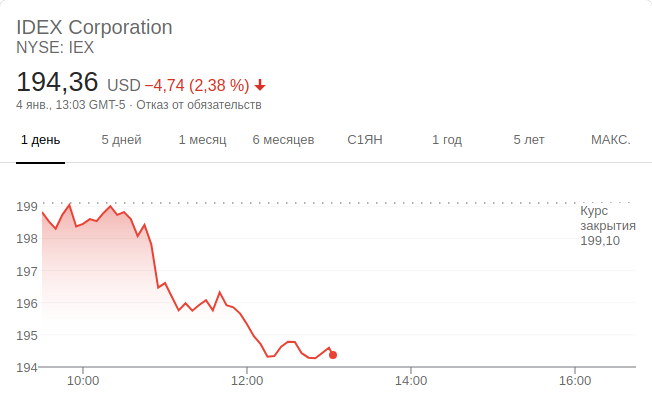 IDEX Corporation
NYSE: IEX
194,36 USD −4,74 (2,38 %)
4 янв., 13:03 GMT-5 · Отказ от обязательств
1 день 5 дней 1 месяц 6 месяцев С1ЯН 1 год 5 лет МАКС.
199
198
197
196
195
194
Курс
закрытия
199,10
10:00 12:00 14:00 16:00